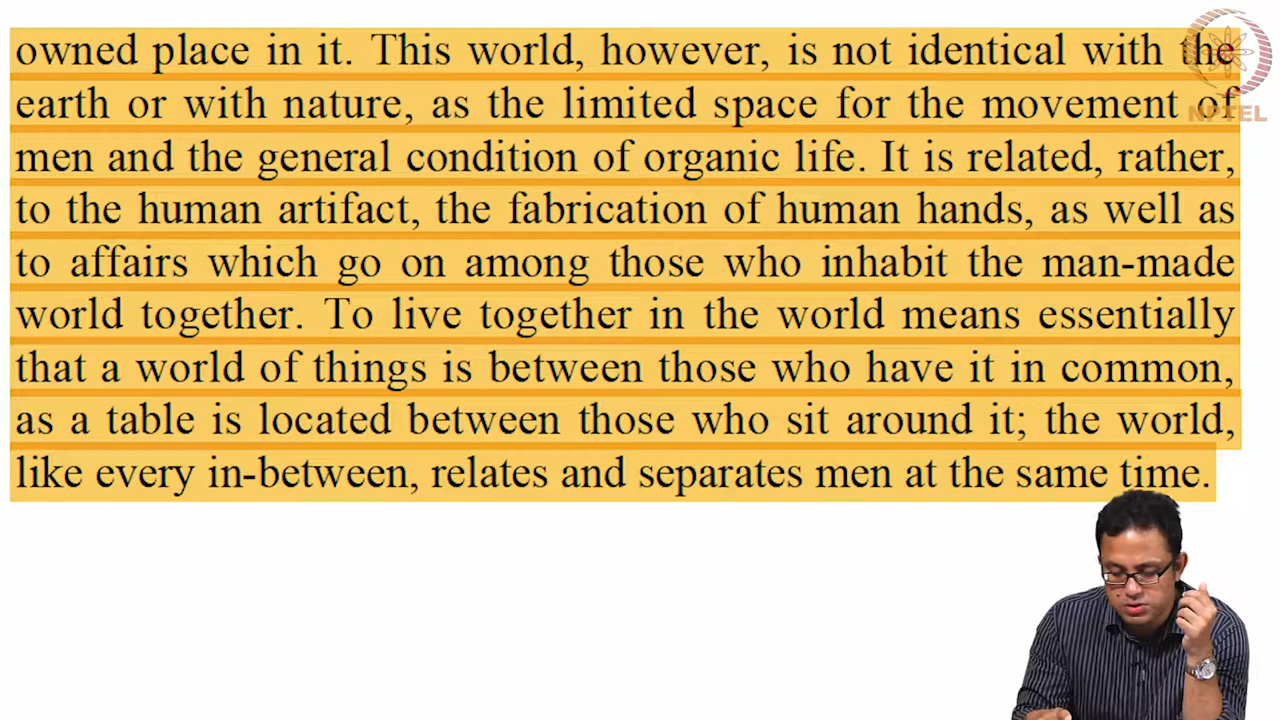 owned place in it. This world, however, is not identical with the
earth or with nature, as the limited space for the movement of
men and the general condition of organic life. It is related, rather,
to the human artifact, the fabrication of human hands, as well as
to affairs which go on among those who inhabit the man-made
world together. To live together in the world means essentially
that a world of things is between those who have it in common,
as a table is located between those who sit around it; the world,
like every in-between, relates and separates men at the same time.
NPTEL